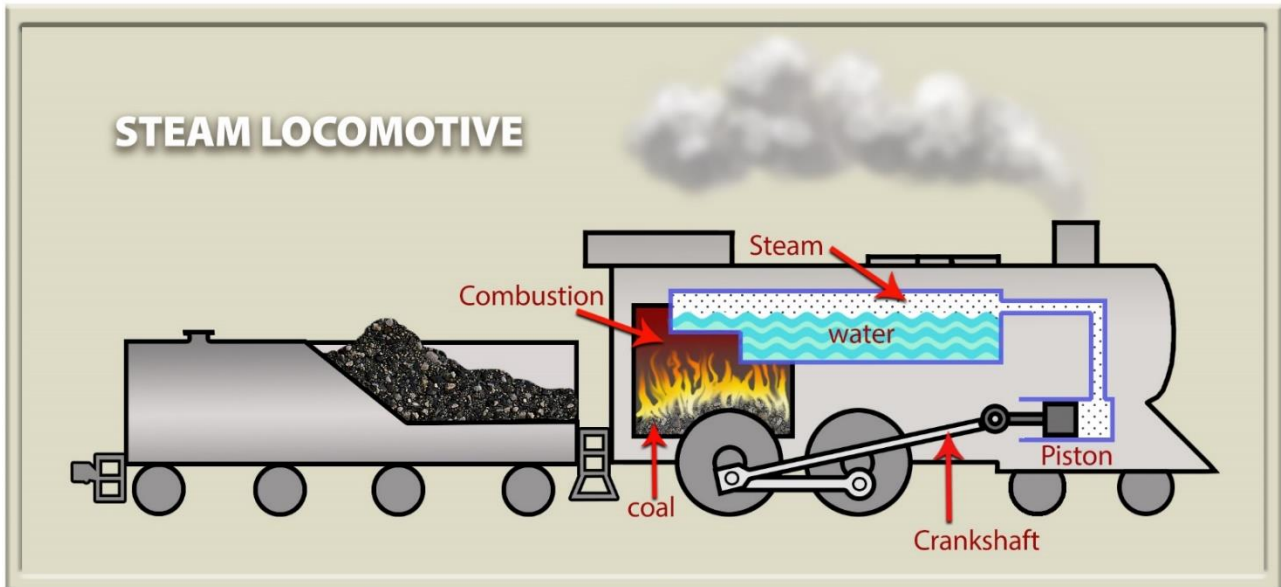 STEAM LOCOMOTIVE
Steam
Combustion
water
Piston
coal
Crankshaft